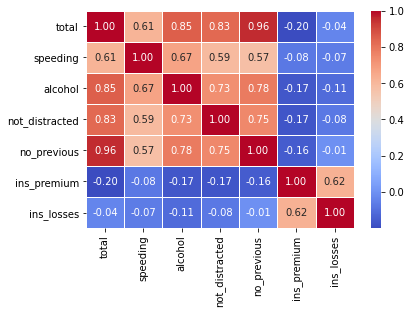 total 1.00 0.61 0.85 0.83 0.96 -0.20 -0.04
speeding 0.61 1.00 0.67 0.59 0.57 -0.08 -0.07
alcohol 0.85 0.67 1.00 0.73 0.78 -0.17 -0.11
not_distracted 0.83 0.59 0.73 1.00 0.75 -0.17 -0.08
no_previous 0.96 0.57 0.78 0.75 1.00 -0.16 -0.01
ins_premium -0.20 -0.08 -0.17 -0.17 -0.16 1.00 0.62
ins_losses -0.04 -0.07 -0.11 -0.08 -0.01 0.62 1.00
total
speeding
alcohol
not_distracted
no_previous
ins_premium
ins_losses
1.0
0.8
0.6
0.4
0.2
0.0